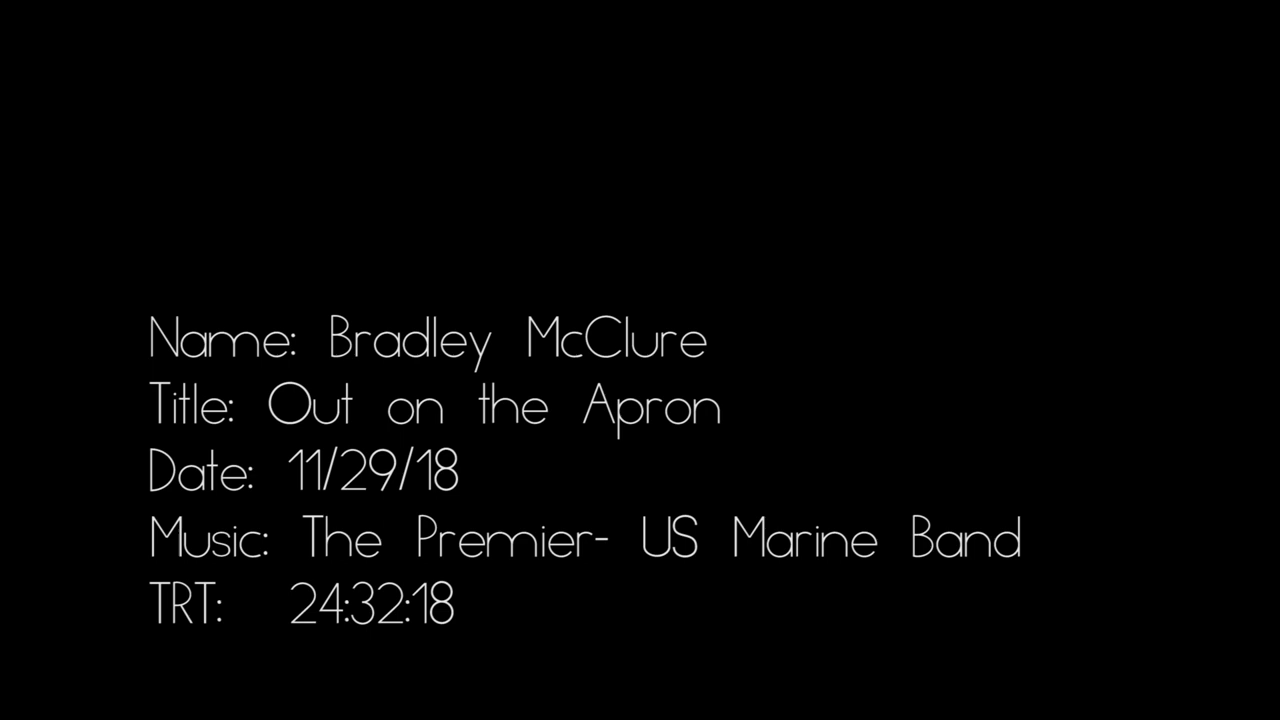 Name: Bradley McClure
Title: Out on the Apron
Date: 11/29/18
Music: The Premier- US Marine Band
TRT: 24:32:18